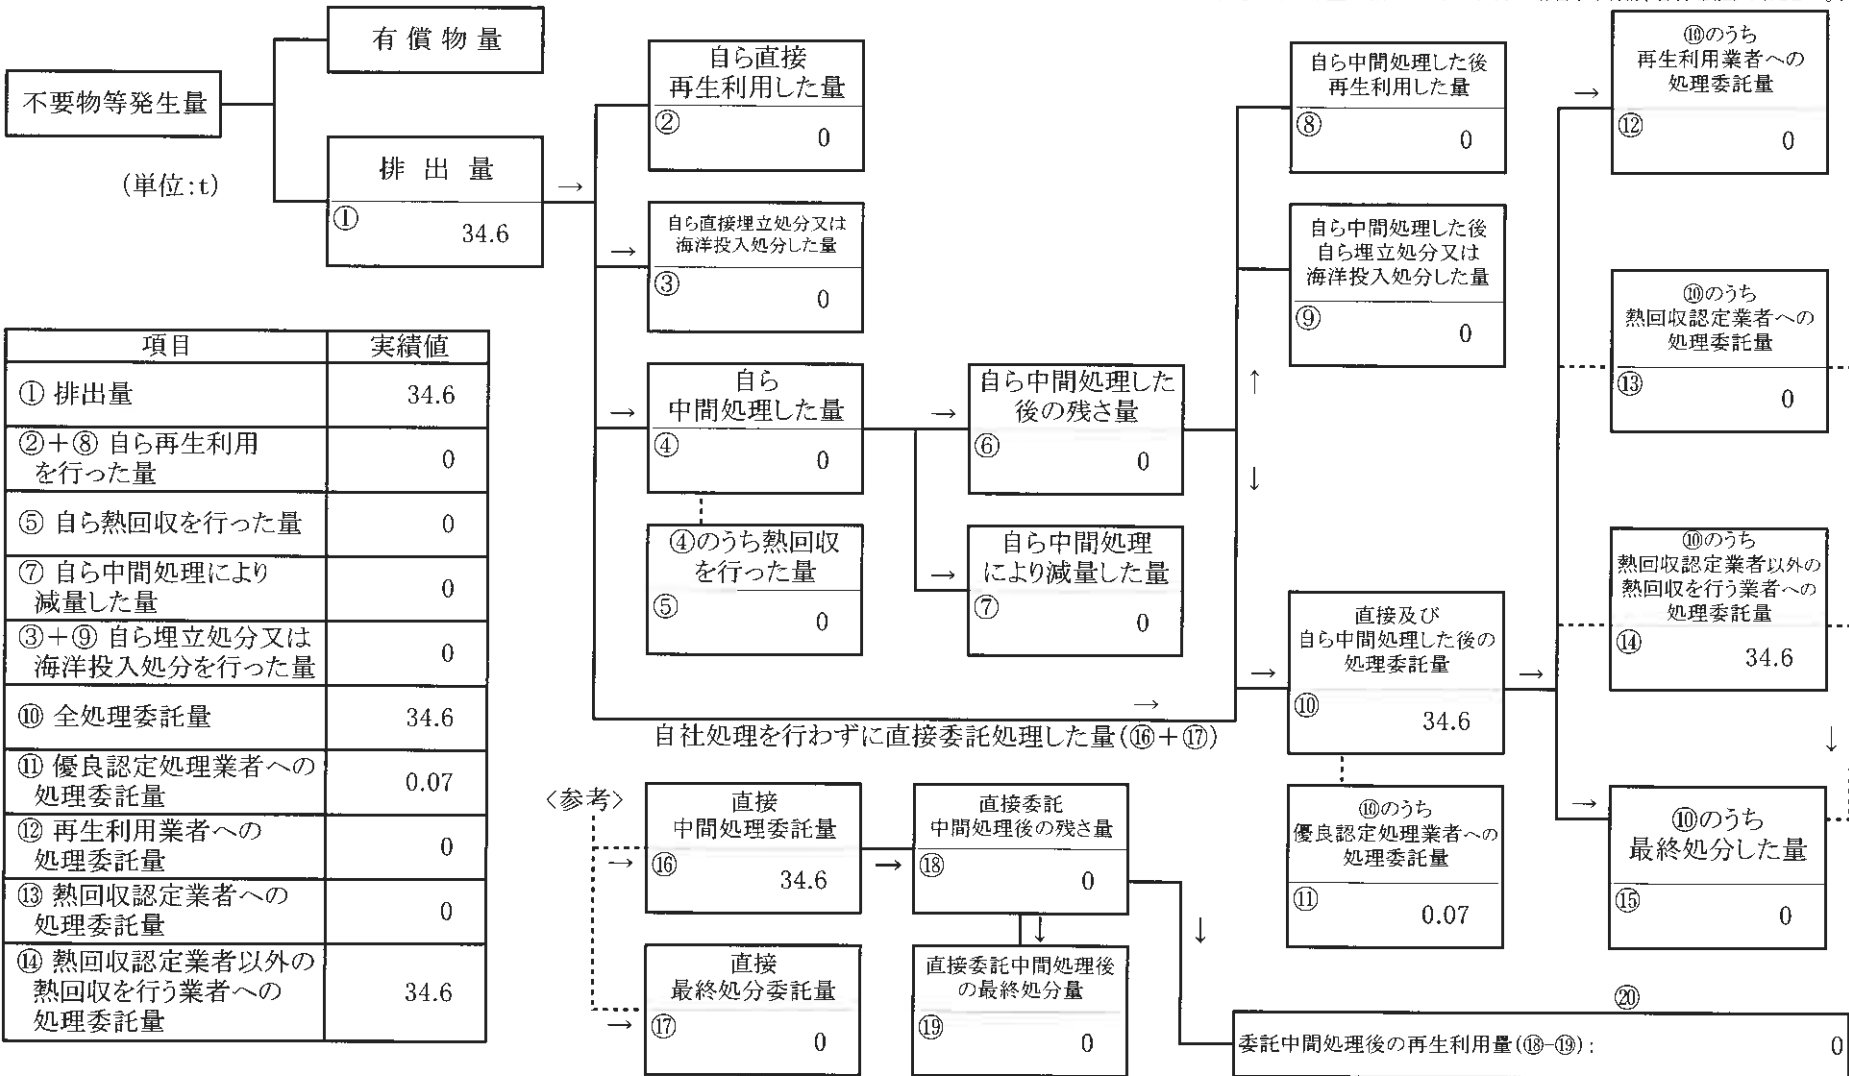 有償物量
不要物等発生量
(単位:t)
排出量
①
34.6
→
自ら直接
再生利用した量
②
0
→
自ら直接埋立処分又は
海洋投入処分した量
③
0
→
自ら
中間処理した量
④
0
④のうち熱回収
を行った量
⑤
0
→
自ら中間処理した
後の残さ量
⑥
0
→
自ら中間処理
により減量した量
⑦
0
自ら中間処理した後
再生利用した量
⑧
0
自ら中間処理した後
自ら埋立処分又は
海洋投入処分した量
⑨
0
↑
↓
→
直接及び
自ら中間処理した後の
処理委託量
⑩
34.6
→
⑩のうち
優良認定処理業者への
処理委託量
⑪
0.07
→
⑩のうち
再生利用業者への
処理委託量
⑫
0
⑩のうち
熱回収認定業者への
処理委託量
⑬
0
⑩のうち
熱回収認定業者以外の
熱回収を行う業者への
処理委託量
⑭
34.6
↓
→
⑩のうち
最終処分した量
⑮
0
→
自社処理を行わずに直接委託処理した量(⑯+⑰)
〈参考〉
→
直接
中間処理委託量
⑯
34.6
→
直接
最終処分委託量
⑰
0
→
直接委託
中間処理後の残さ量
⑱
0
↓
直接委託中間処理後
の最終処分量
⑲
0
↓
⑳
委託中間処理後の再生利用量(⑱-⑲): 0
項目 実績値
① 排出量 34.6
②+⑧ 自ら再生利用
を行った量 0
⑤ 自ら熱回収を行った量 0
⑦ 自ら中間処理により
減量した量 0
③+⑨ 自ら埋立処分又は
海洋投入処分を行った量 0
⑩ 全処理委託量 34.6
⑪ 優良認定処理業者への
処理委託量 0.07
⑫ 再生利用業者への
処理委託量 0
⑬ 熱回収認定業者への
処理委託量 0
⑭ 熱回収認定業者以外の
熱回収を行う業者への
処理委託量 34.6